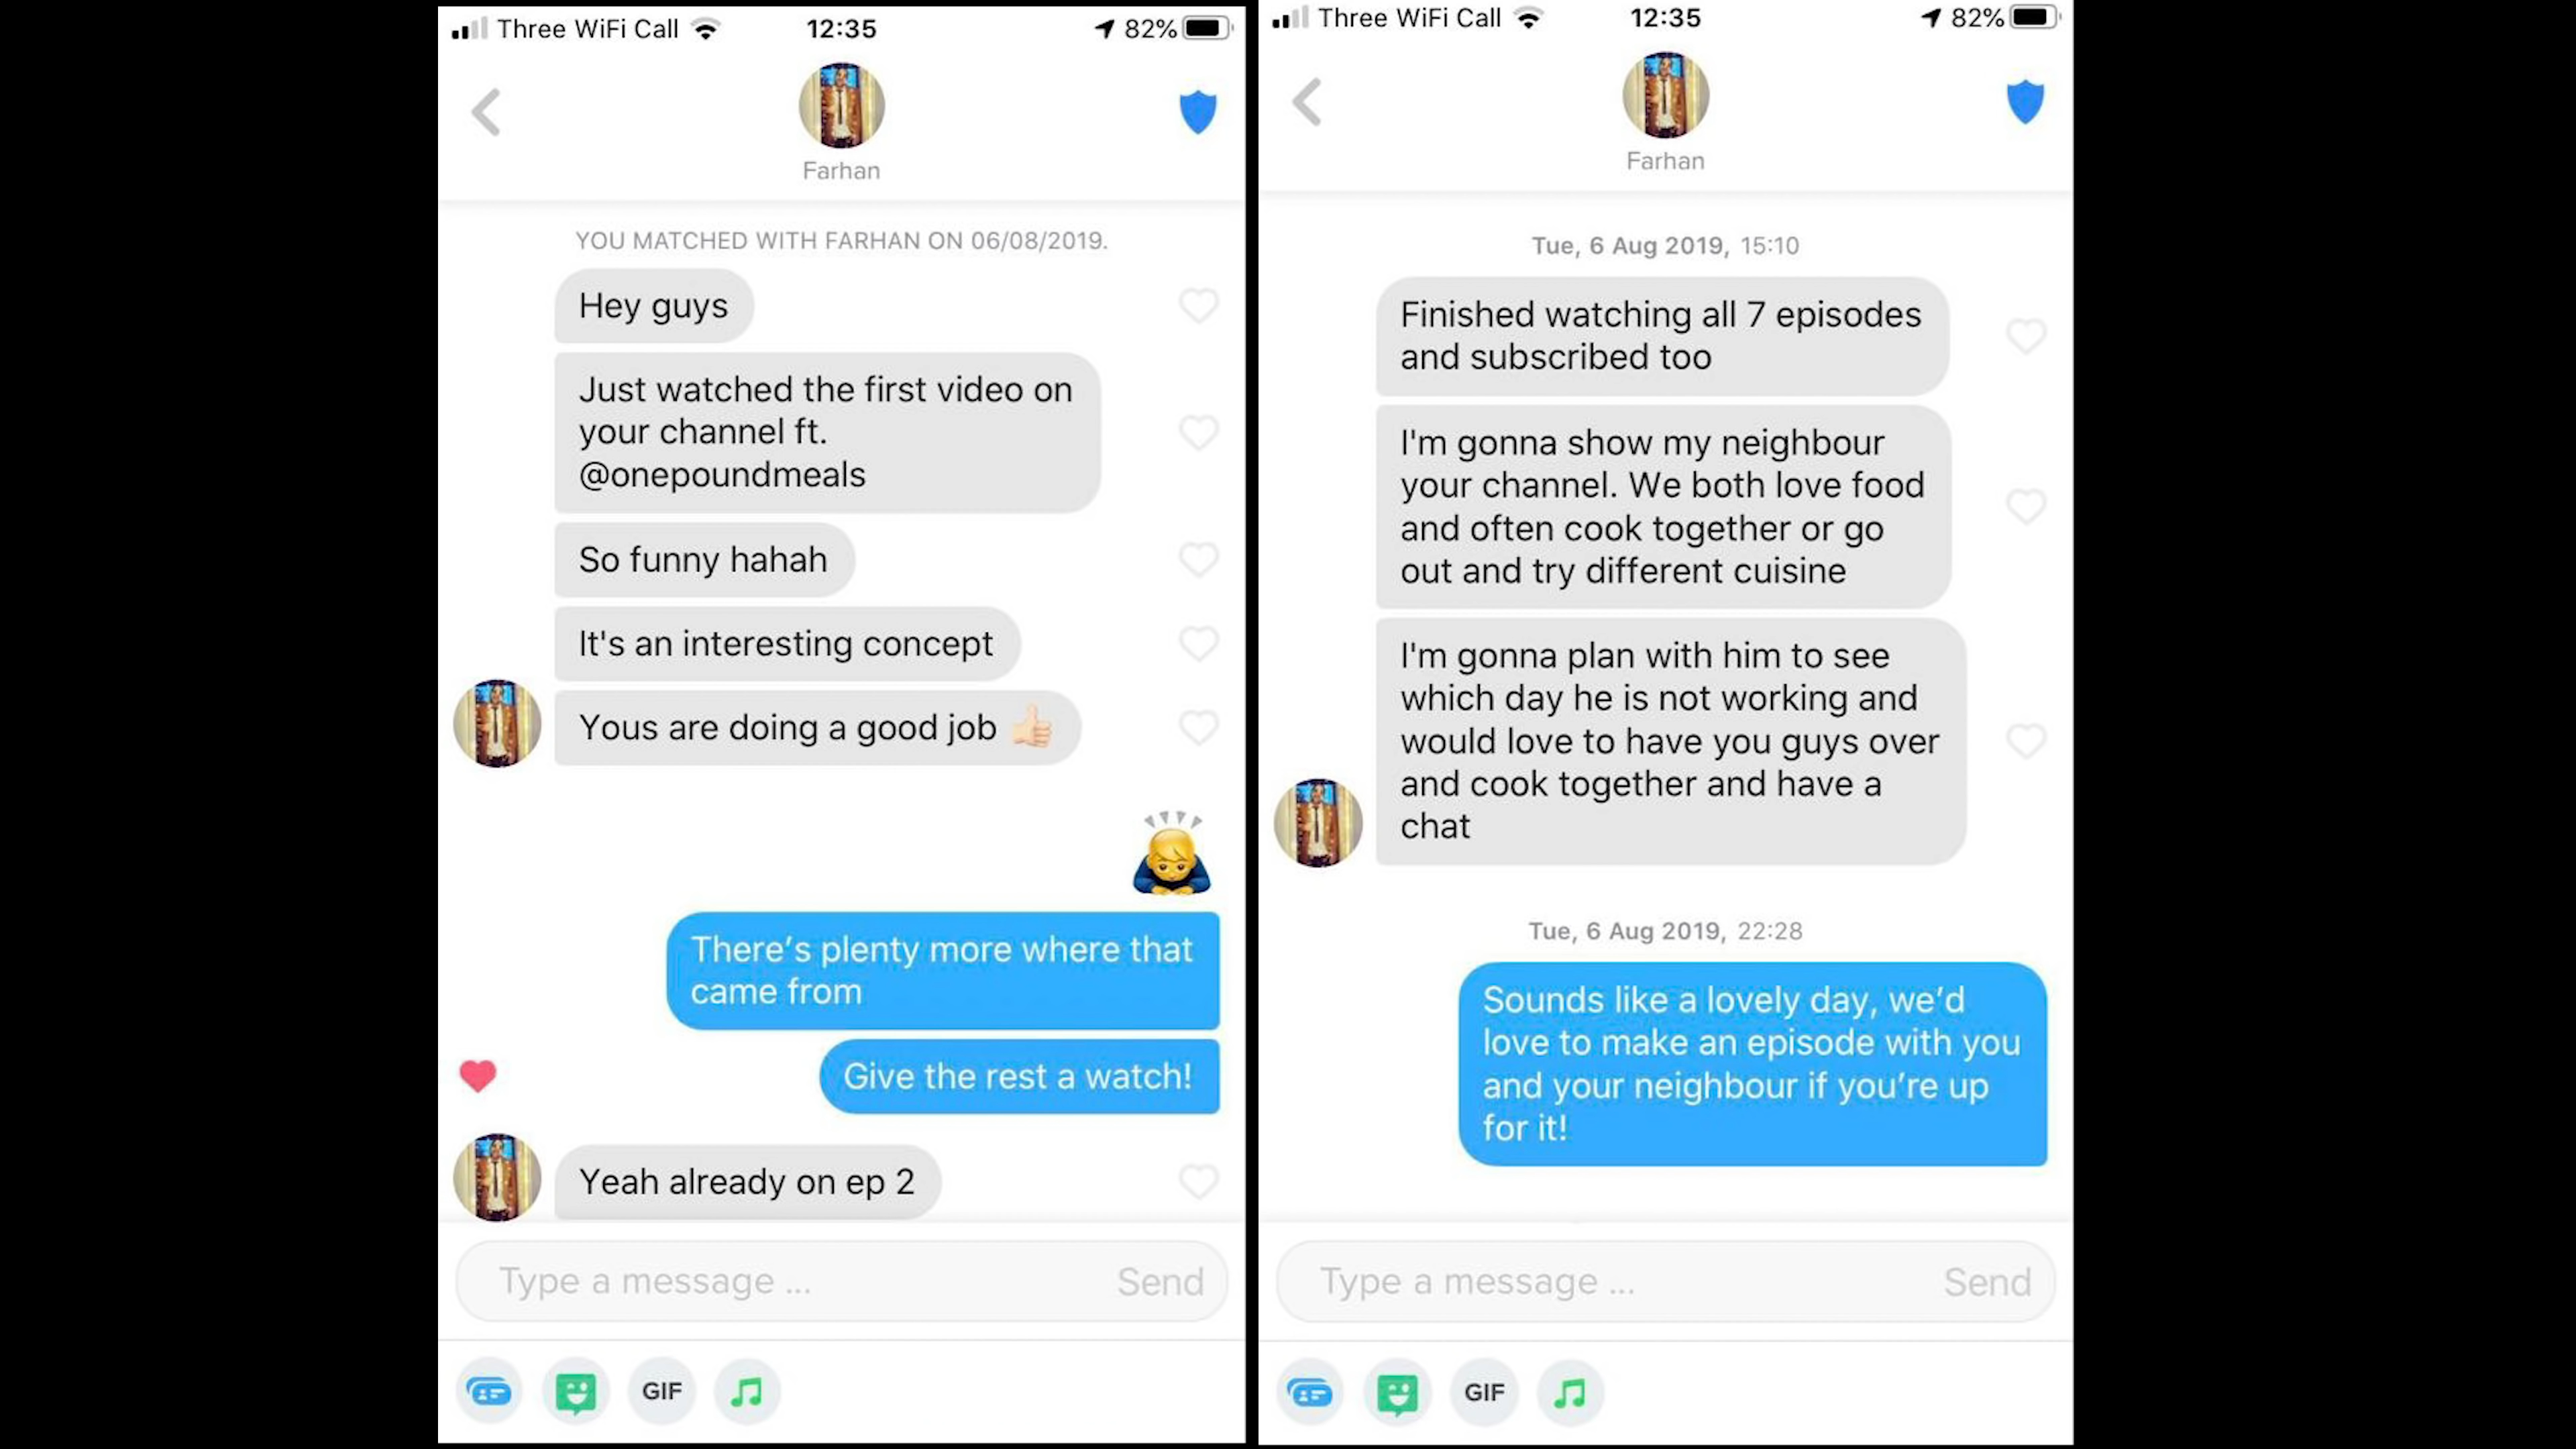 Three WiFi Call 12:35 82%
Farhan
YOU MATCHED WITH FARHAN ON 06/08/2019.
Hey guys
Just watched the first video on
your channel ft.
@onepoundmeals
So funny hahah
It's an interesting concept
Yous are doing a good job 👍🏻
🙇
There’s plenty more where that
came from
Give the rest a watch!
Yeah already on ep 2
Type a message ... Send
GIF
Three WiFi Call 12:35 82%
Farhan
Tue, 6 Aug 2019, 15:10
Finished watching all 7 episodes
and subscribed too
I'm gonna show my neighbour
your channel. We both love food
and often cook together or go
out and try different cuisine
I'm gonna plan with him to see
which day he is not working and
would love to have you guys over
and cook together and have a
chat
Tue, 6 Aug 2019, 22:28
Sounds like a lovely day, we’d
love to make an episode with you
and your neighbour if you’re up
for it!
Type a message ... Send
GIF